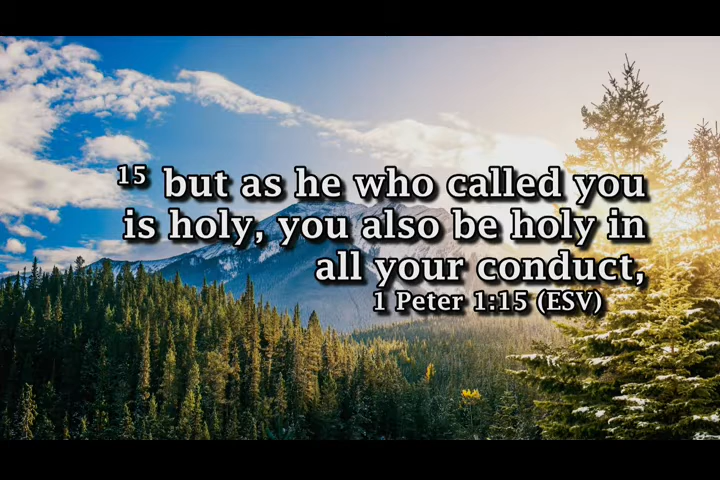 15 but as he who called you
is holy, you also be holy in
all your conduct,
1 Peter 1:15 (ESV)